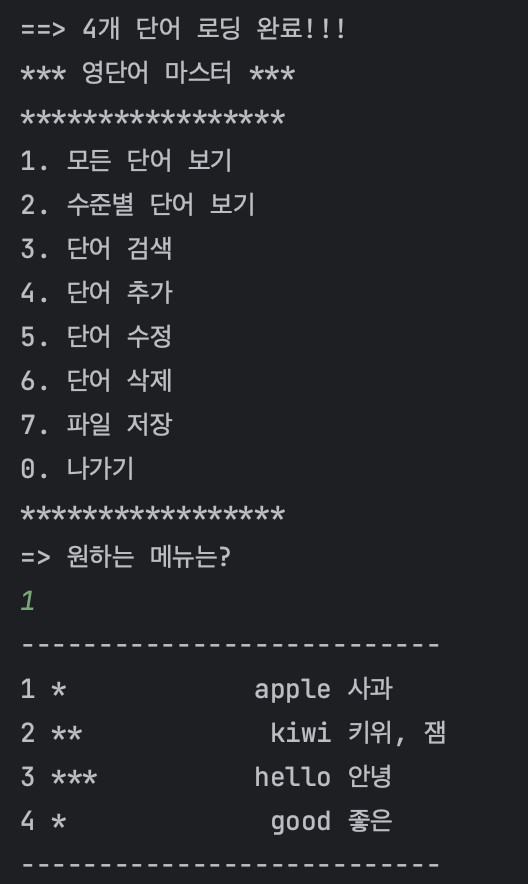 ==> 4개 단어 로딩 완료!!!
*** 영단어 마스터 ***
*****************
1. 모든 단어 보기
2. 수준별 단어 보기
3. 단어 검색
4. 단어 추가
5. 단어 수정
6. 단어 삭제
7. 파일 저장
0. 나가기
*****************
=> 원하는 메뉴는?
1
---------------------------
1 *            apple 사과
2 **            kiwi 키위, 잼
3 ***          hello 안녕
4 *             good 좋은
---------------------------